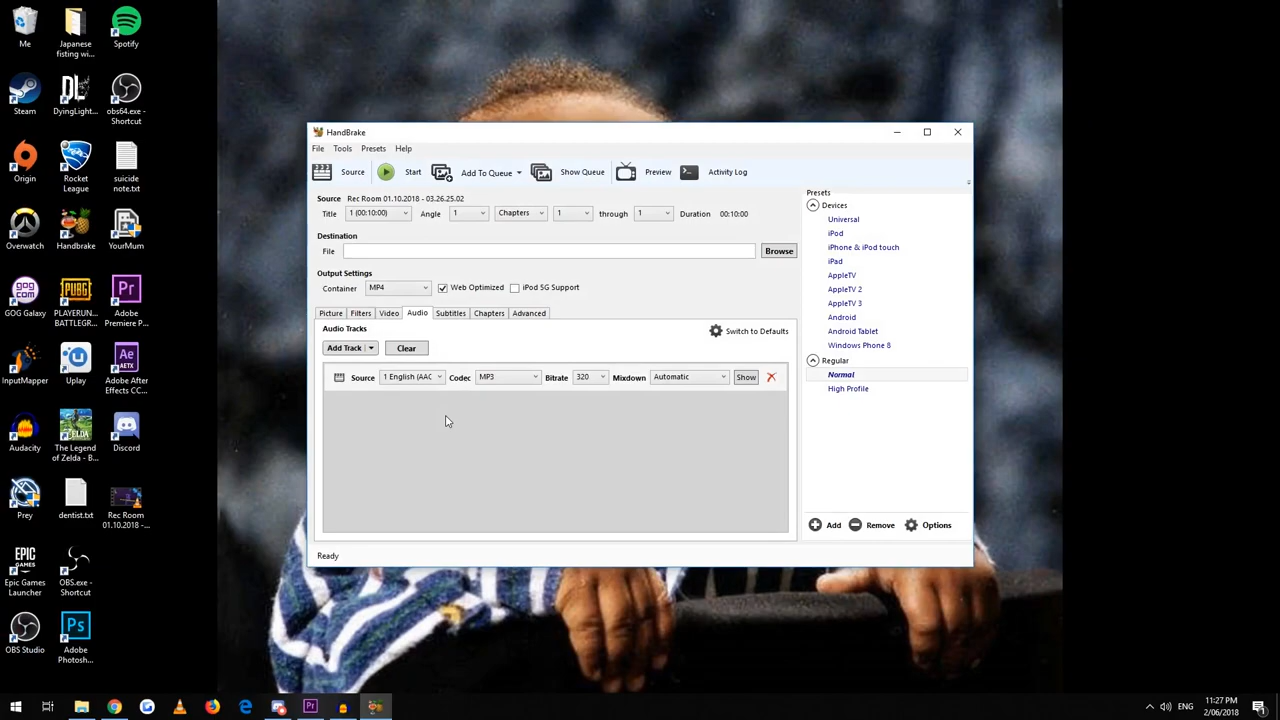 Me
Japanese
fisting wi...
Spotify
Steam
DyingLight...
obs64.exe -
Shortcut
Origin
Rocket
League
suicide
note.txt
Overwatch
Handbrake
YourMum
GOG Galaxy
PLAYERUN...
BATTLEGR...
Adobe
Premiere P...
InputMapper
Uplay
Adobe After
Effects CC...
Audacity
The Legend
of Zelda - B...
Discord
Prey
dentist.txt
Rec Room
01.10.2018 -...
Epic Games
Launcher
OBS.exe -
Shortcut
OBS Studio
Adobe
Photosh...
HandBrake
File Tools Presets Help
Source Start Add To Queue Show Queue Preview Activity Log
Source Rec Room 01.10.2018 - 03.26.25.02
Title 1 (00:10:00) Angle 1 Chapters 1 through 1 Duration 00:10:00
Destination
File Browse
Output Settings
Container MP4 Web Optimized iPod 5G Support
Picture Filters Video Audio Subtitles Chapters Advanced
Audio Tracks Switch to Defaults
Add Track Clear
Source 1 English (AAC Codec MP3 Bitrate 320 Mixdown Automatic Show
Ready
Presets
Devices
Universal
iPod
iPhone & iPod touch
iPad
AppleTV
AppleTV 2
AppleTV 3
Android
Android Tablet
Windows Phone 8
Regular
Normal
High Profile
Add Remove Options
ENG
11:27 PM
2/06/2018